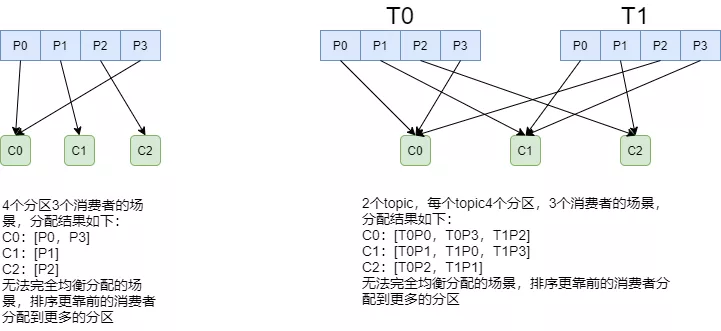 T0
T1
P0 P1 P2 P3
P0 P1 P2 P3
P0 P1 P2 P3
C0 C1 C2
C0 C1 C2
4个分区3个消费者的场
景，分配结果如下：
C0：[P0，P3]
C1：[P1]
C2：[P2]
无法完全均衡分配的场
景，排序更靠前的消费者
分配到更多的分区
2个topic，每个topic4个分区，3个消费者的场景，
分配结果如下：
C0：[T0P0，T0P3，T1P2]
C1：[T0P1，T1P0，T1P3]
C2：[T0P2，T1P1]
无法完全均衡分配的场景，排序更靠前的消费者分
配到更多的分区